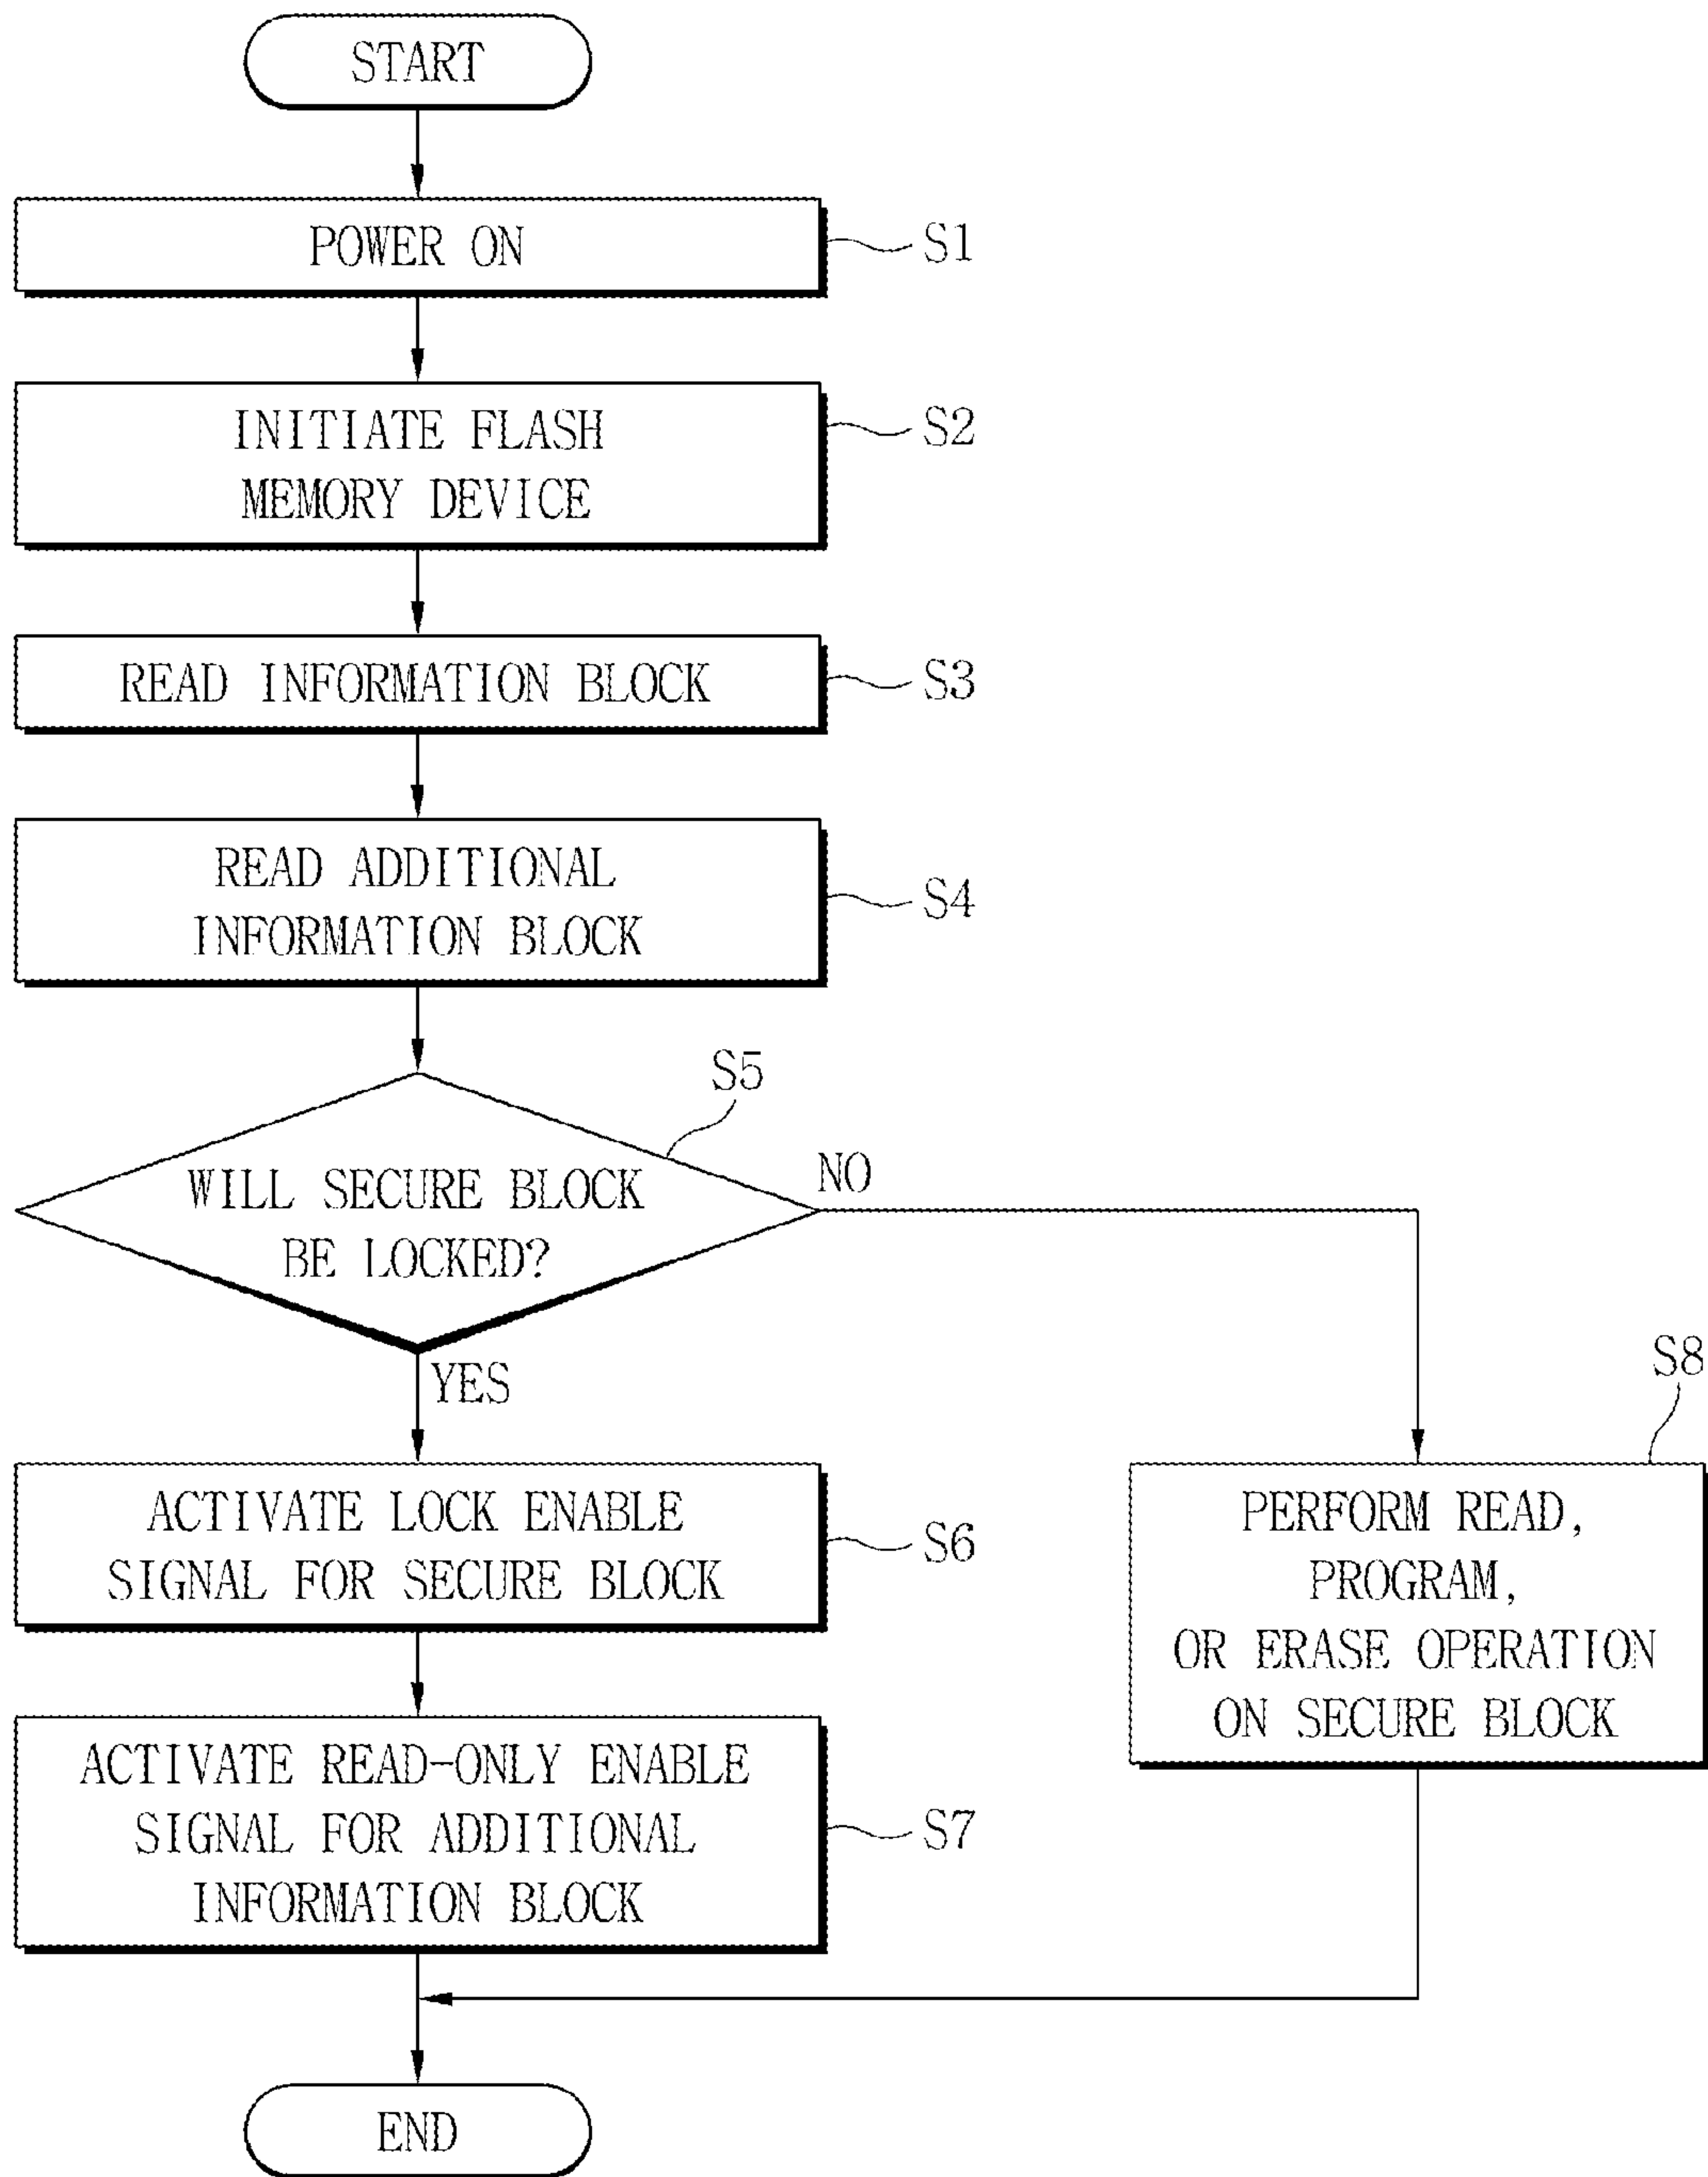 START
POWER ON
S1
INITIATE FLASH
MEMORY DEVICE
S2
READ INFORMATION BLOCK
S3
READ ADDITIONAL
INFORMATION BLOCK
S4
S5
WILL SECURE BLOCK
BE LOCKED?
NO
YES
ACTIVATE LOCK ENABLE
SIGNAL FOR SECURE BLOCK
S6
ACTIVATE READ-ONLY ENABLE
SIGNAL FOR ADDITIONAL
INFORMATION BLOCK
S7
S8
PERFORM READ,
PROGRAM,
OR ERASE OPERATION
ON SECURE BLOCK
END